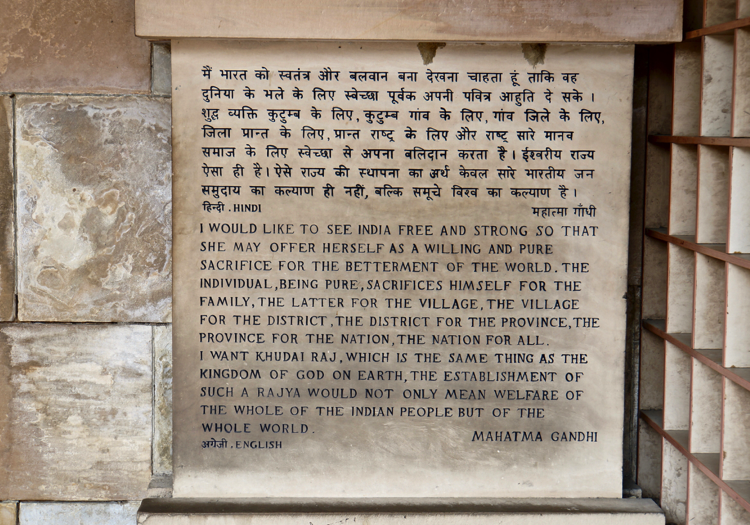 मैं भारत को स्वतंत्र और बलवान बना देखना चाहता हूं ताकि वह
दुनिया के भले के लिए स्वेच्छा पूर्वक अपनी पवित्र आहुति दे सके ।
शुद्ध व्यक्ति कुटुम्ब के लिए, कुटुम्ब गांव के लिए, गांव जिले के लिए,
जिला प्रान्त के लिए, प्रान्त राष्ट्र के लिए और राष्ट्र सारे मानव
समाज के लिए स्वेच्छा से अपना बलिदान करता है । ईश्वरीय राज्य
ऐसा ही है । ऐसे राज्य की स्थापना का अर्थ केवल सारे भारतीय जन
समुदाय का कल्याण ही नहीं, बल्कि समूचे विश्व का कल्याण है ।
हिन्दी . HINDI महात्मा गाँधी
I WOULD LIKE TO SEE INDIA FREE AND STRONG SO THAT
SHE MAY OFFER HERSELF AS A WILLING AND PURE
SACRIFICE FOR THE BETTERMENT OF THE WORLD. THE
INDIVIDUAL, BEING PURE, SACRIFICES HIMSELF FOR THE
FAMILY, THE LATTER FOR THE VILLAGE, THE VILLAGE
FOR THE DISTRICT, THE DISTRICT FOR THE PROVINCE, THE
PROVINCE FOR THE NATION, THE NATION FOR ALL.
I WANT KHUDAI RAJ, WHICH IS THE SAME THING AS THE
KINGDOM OF GOD ON EARTH, THE ESTABLISHMENT OF
SUCH A RAJYA WOULD NOT ONLY MEAN WELFARE OF
THE WHOLE OF THE INDIAN PEOPLE BUT OF THE
WHOLE WORLD.
MAHATMA GANDHI
अग्रेजी . ENGLISH